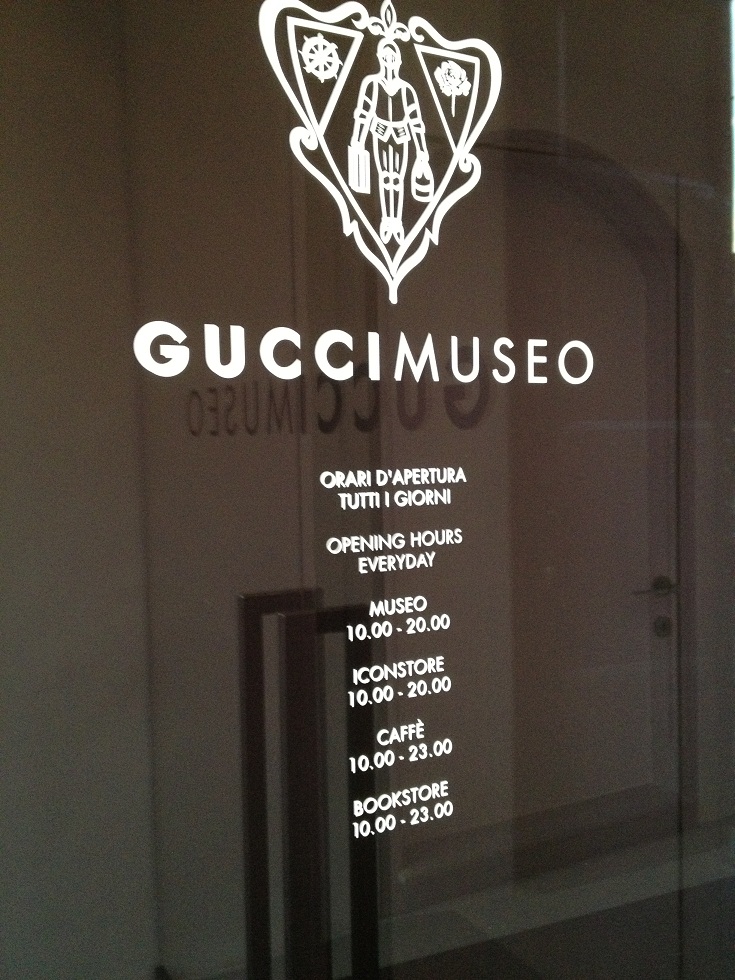 GUCCIMUSEO
ORARI D'APERTURA
TUTTI I GIORNI
OPENING HOURS
EVERYDAY
MUSEO
10.00 - 20.00
ICONSTORE
10.00 - 20.00
CAFFÈ
10.00 - 23.00
BOOKSTORE
10.00 - 23.00